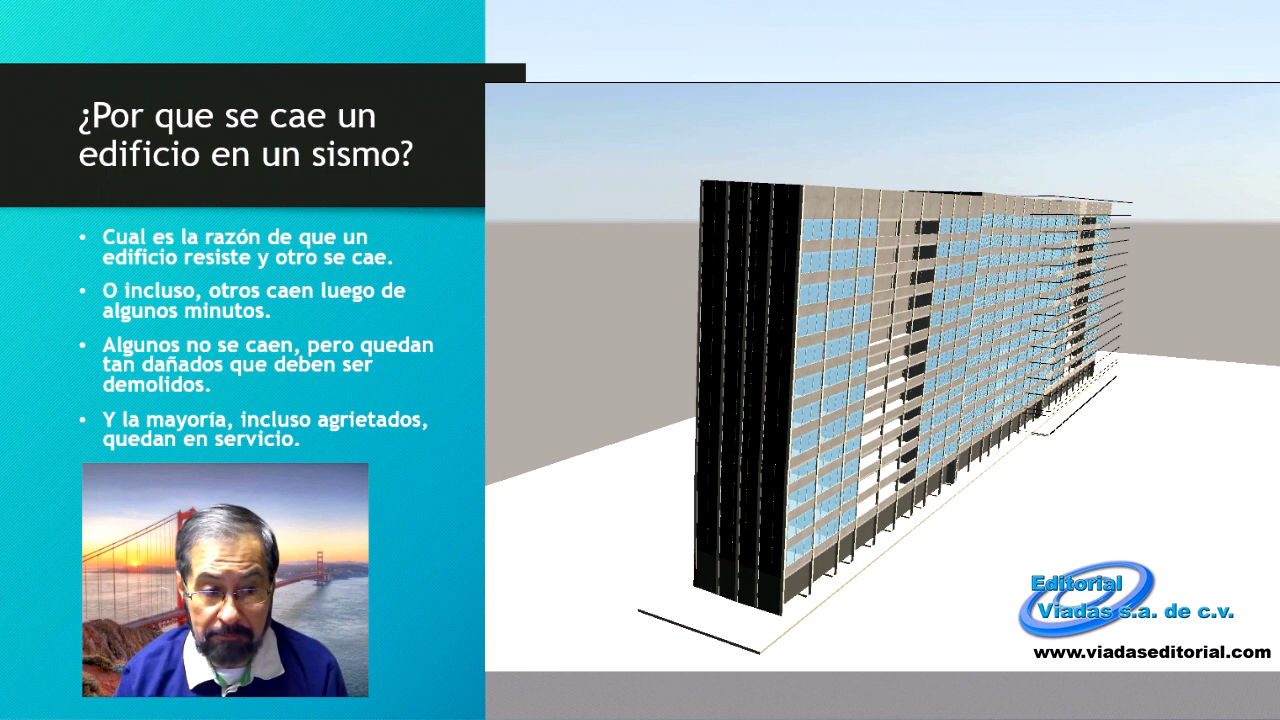 ¿Por que se cae un
edificio en un sismo?
• Cual es la razón de que un
edificio resiste y otro se cae.
• O incluso, otros caen luego de
algunos minutos.
• Algunos no se caen, pero quedan
tan dañados que deben ser
demolidos.
• Y la mayoría, incluso agrietados,
quedan en servicio.
Editorial
Viadas s.a. de c.v.
www.viadaseditorial.com